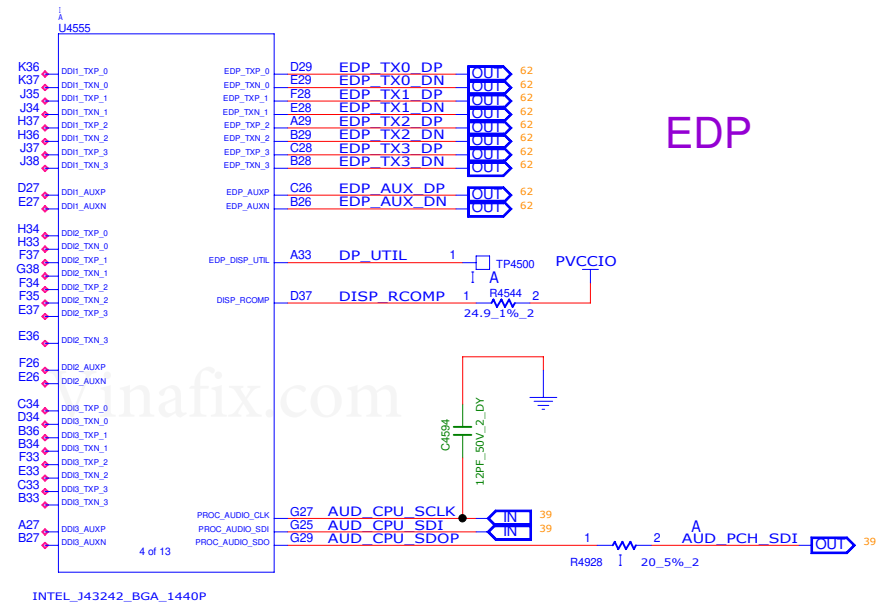 I
A
U4555
K36 DDI1_TXP_0 EDP_TXP_0 D29 EDP_TX0_DP OUT 62
K37 DDI1_TXN_0 EDP_TXN_0 E29 EDP_TX0_DN OUT 62
J35 DDI1_TXP_1 EDP_TXP_1 F28 EDP_TX1_DP OUT 62
J34 DDI1_TXN_1 EDP_TXN_1 E28 EDP_TX1_DN OUT 62
H37 DDI1_TXP_2 EDP_TXP_2 A29 EDP_TX2_DP OUT 62
H36 DDI1_TXN_2 EDP_TXN_2 B29 EDP_TX2_DN OUT 62
J37 DDI1_TXP_3 EDP_TXP_3 C28 EDP_TX3_DP OUT 62
J38 DDI1_TXN_3 EDP_TXN_3 B28 EDP_TX3_DN OUT 62
EDP
D27 DDI1_AUXP EDP_AUXP C26 EDP_AUX_DP OUT 62
E27 DDI1_AUXN EDP_AUXN B26 EDP_AUX_DN OUT 62
H34 DDI2_TXP_0
H33 DDI2_TXN_0
F37 DDI2_TXP_1 EDP_DISP_UTIL A33 DP_UTIL 1 TP4500 PVCCIO
G38 DDI2_TXN_1 I A
F34 DDI2_TXP_2
F35 DDI2_TXN_2 DISP_RCOMP D37 DISP_RCOMP 1 R4544 2
E37 DDI2_TXP_3 24.9_1%_2
E36 DDI2_TXN_3
F26 DDI2_AUXP
E26 DDI2_AUXN
vinafix.com
C34 DDI3_TXP_0
D34 DDI3_TXN_0
B36 DDI3_TXP_1
B34 DDI3_TXN_1
F33 DDI3_TXP_2
E33 DDI3_TXN_2
C33 DDI3_TXP_3
B33 DDI3_TXN_3
C4594
12PF_50V_2_DY
PROC_AUDIO_CLK G27 AUD_CPU_SCLK IN 39
A27 DDI3_AUXP PROC_AUDIO_SDI G25 AUD_CPU_SDI IN 39
B27 DDI3_AUXN PROC_AUDIO_SDO G29 AUD_CPU_SDOP 1 2 A AUD_PCH_SDI OUT 39
4 of 13
R4928 I 20_5%_2
INTEL_J43242_BGA_1440P